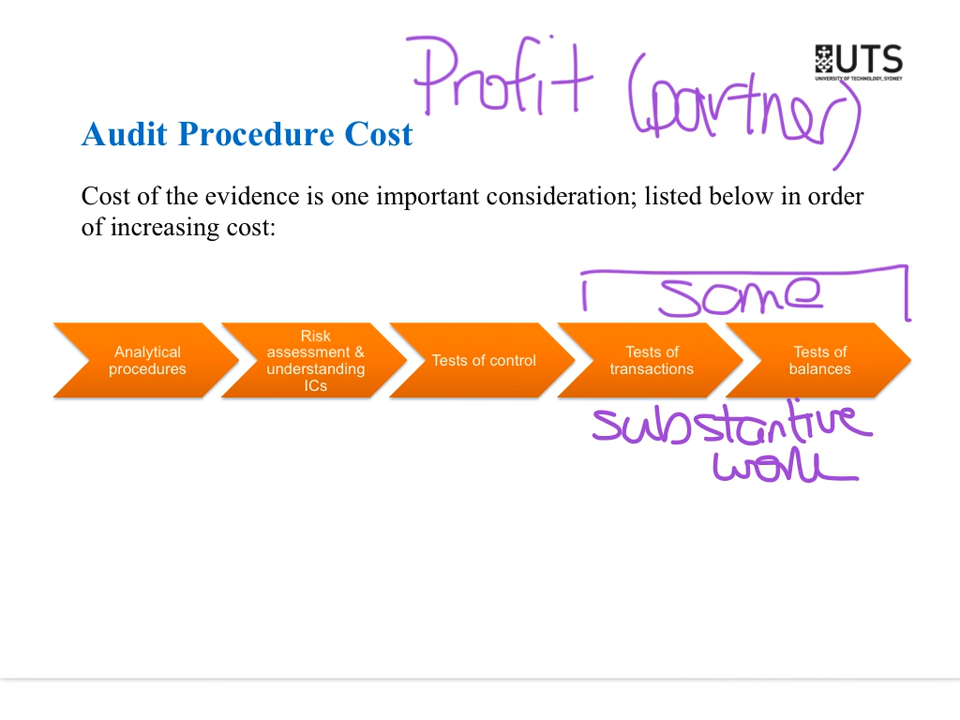 Profit (partner)
UTS
UNIVERSITY OF TECHNOLOGY, SYDNEY
Audit Procedure Cost
Cost of the evidence is one important consideration; listed below in order
of increasing cost:
some
Analytical
procedures
Risk
assessment &
understanding
ICs
Tests of control
Tests of
transactions
Tests of
balances
substantive
work